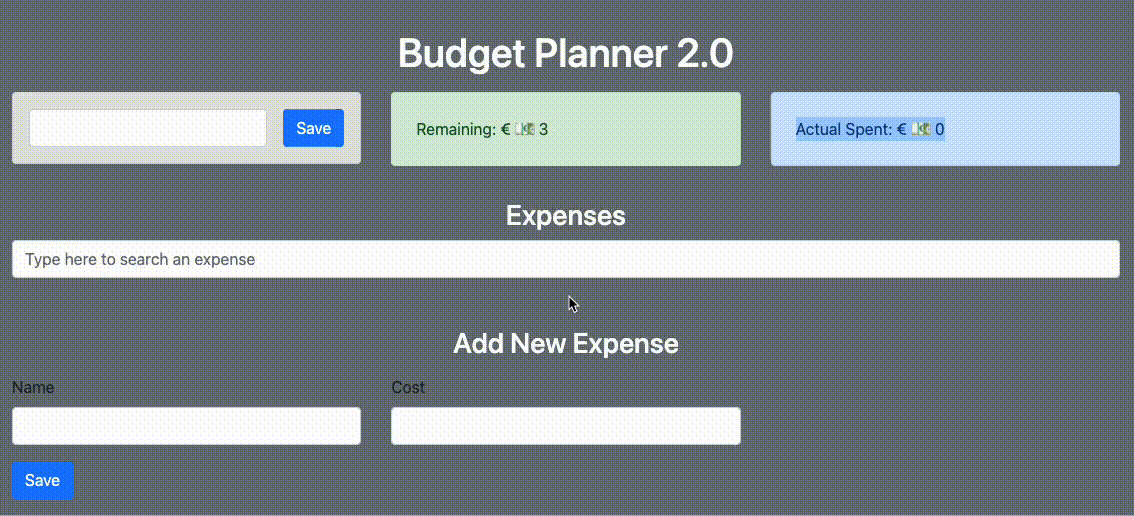 Budget Planner 2.0
Save
Remaining: € 💵 3
Actual Spent: € 💵 0
Expenses
Type here to search an expense
Add New Expense
Name
Cost
Save